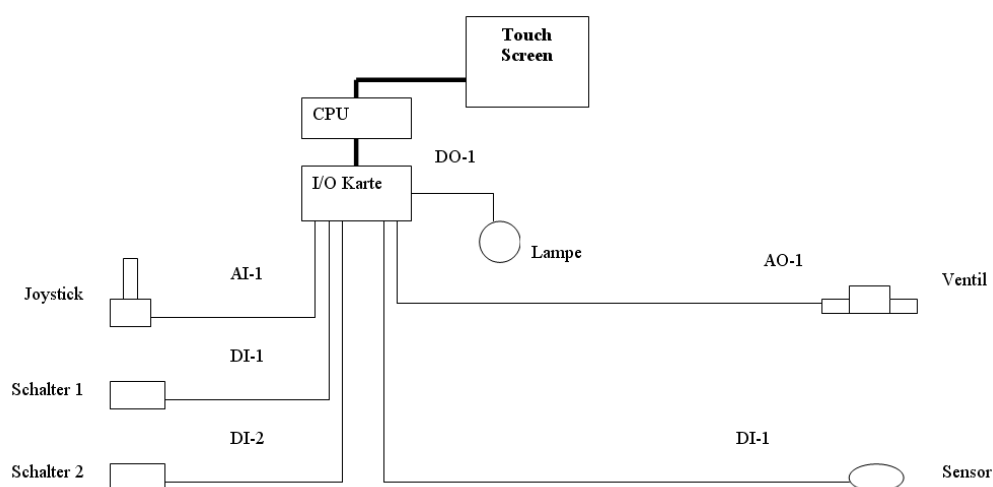 Touch
Screen
CPU
DO-1
I/O Karte
Lampe
AO-1
AI-1
Ventil
Joystick
DI-1
Schalter 1
DI-2
DI-1
Schalter 2
Sensor